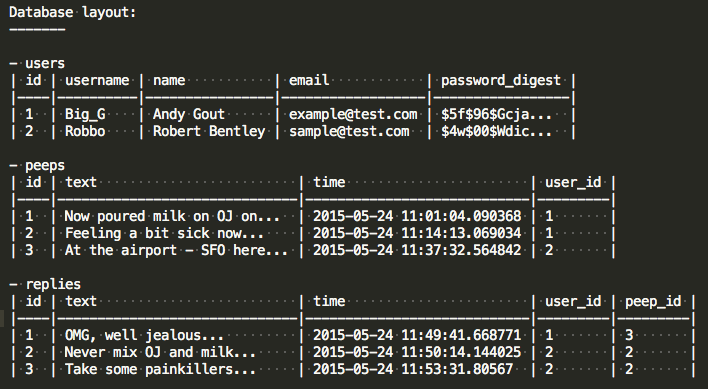 Database layout:
-------
- users
| id | username | name | email | password_digest |
|----|----------|----------------|------------------|-----------------|
| 1 | Big_G | Andy Gout | example@test.com | $5f$96$Gcja... |
| 2 | Robbo | Robert Bentley | sample@test.com | $4w$00$Wdic... |
- peeps
| id | text | time | user_id |
|----|----------------------------|----------------------------|---------|
| 1 | Now poured milk on OJ on... | 2015-05-24 11:01:04.090368 | 1 |
| 2 | Feeling a bit sick now... | 2015-05-24 11:14:13.069034 | 1 |
| 3 | At the airport - SFO here... | 2015-05-24 11:37:32.564842 | 2 |
- replies
| id | text | time | user_id | peep_id |
|----|----------------------------|----------------------------|---------|---------|
| 1 | OMG, well jealous... | 2015-05-24 11:49:41.668771 | 1 | 3 |
| 2 | Never mix OJ and milk... | 2015-05-24 11:50:14.144025 | 2 | 2 |
| 3 | Take some painkillers... | 2015-05-24 11:53:31.80567 | 2 | 2 |